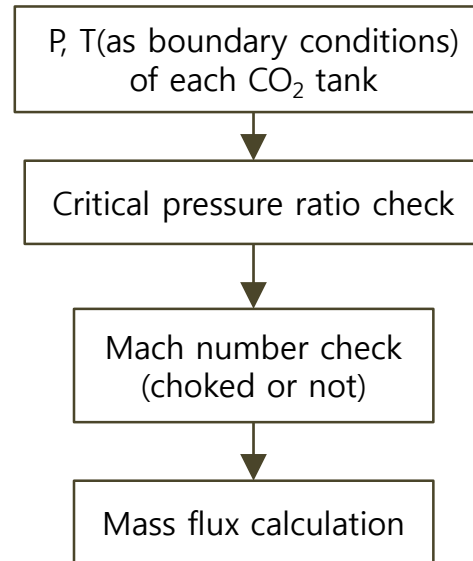 P, T(as boundary conditions)
of each CO₂ tank
Critical pressure ratio check
Mach number check
(choked or not)
Mass flux calculation